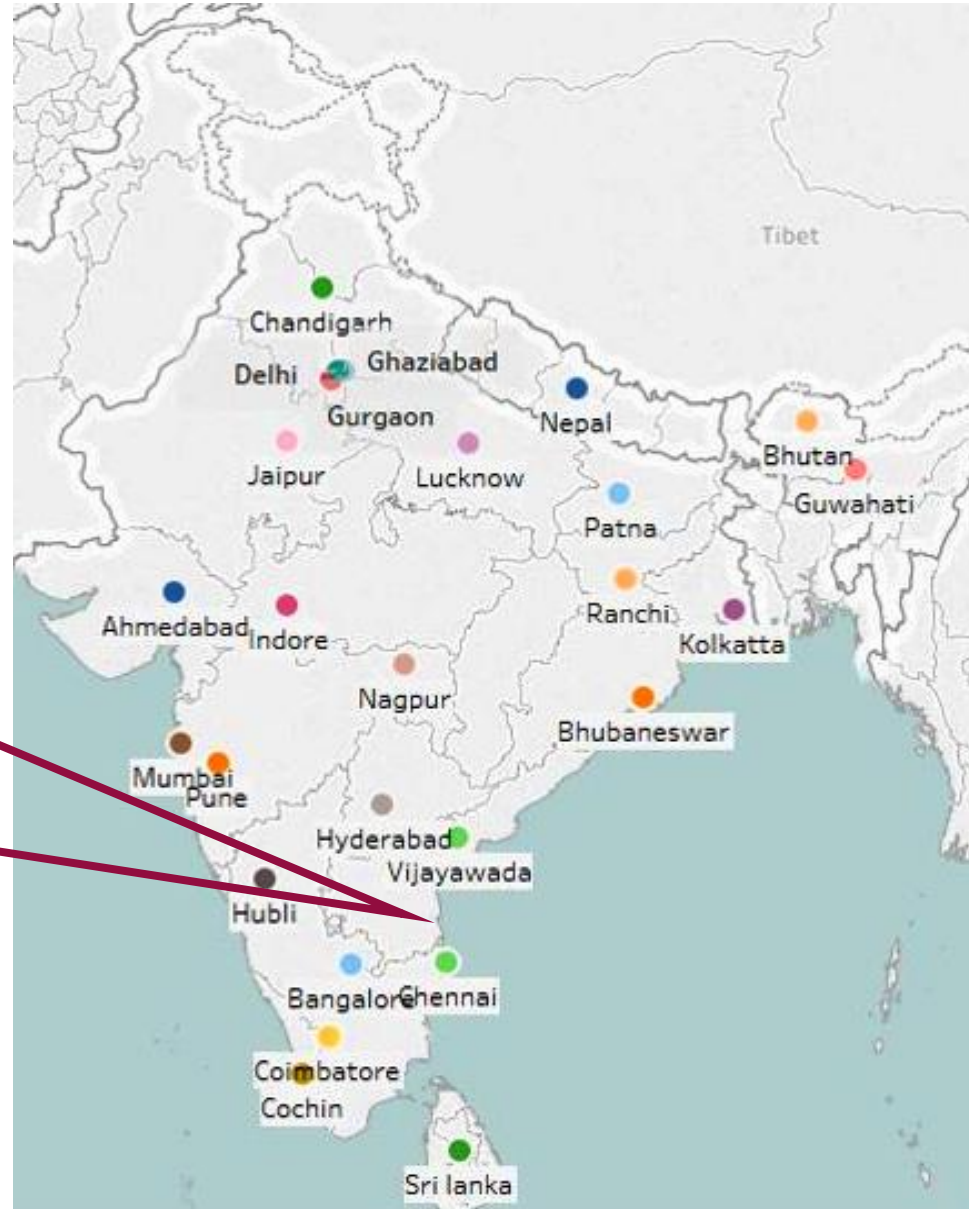 Tibet
Chandigarh
Ghaziabad
Delhi
Gurgaon
Nepal
Bhutan
Jaipur
Lucknow
Guwahati
Patna
Ranchi
Ahmedabad
Indore
Kolkatta
Nagpur
Bhubaneswar
Mumbai
Pune
Hyderabad
Vijayawada
Hubli
Bangalore
Chennai
Coimbatore
Cochin
Sri lanka